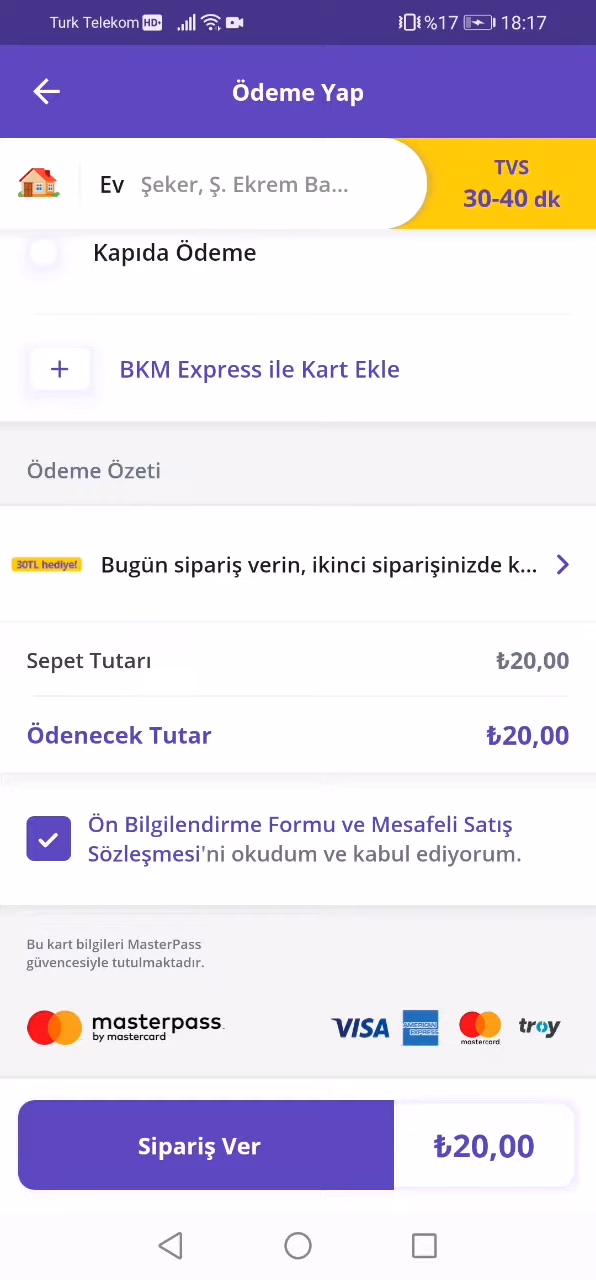 Turk Telekom HD+ %17 18:17
Ödeme Yap
Ev Şeker, Ş. Ekrem Ba...
TVS
30-40 dk
Kapıda Ödeme
+ BKM Express ile Kart Ekle
Ödeme Özeti
30TL hediye! Bugün sipariş verin, ikinci siparişinizde k...
Sepet Tutarı ₺20,00
Ödenecek Tutar ₺20,00
Ön Bilgilendirme Formu ve Mesafeli Satış
Sözleşmesi'ni okudum ve kabul ediyorum.
Bu kart bilgileri MasterPass
güvencesiyle tutulmaktadır.
masterpass.
by mastercard
VISA AMERICAN EXPRESS mastercard. troy
Sipariş Ver ₺20,00